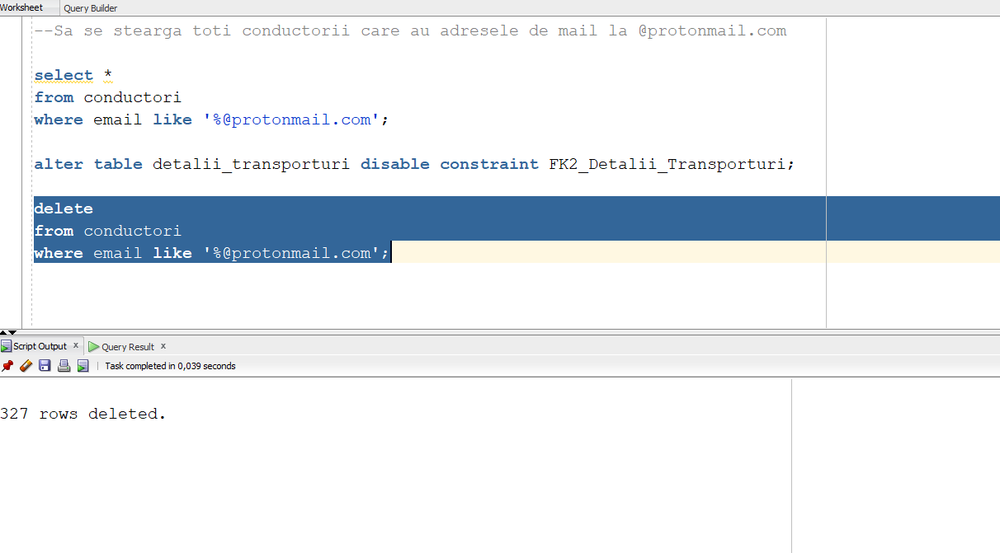 Worksheet Query Builder
--Sa se stearga toti conductorii care au adresele de mail la @protonmail.com
select *
from conductori
where email like '%@protonmail.com';
alter table detalii_transporturi disable constraint FK2_Detalii_Transporturi;
delete
from conductori
where email like '%@protonmail.com';
Script Output x Query Result x
Task completed in 0,039 seconds
327 rows deleted.